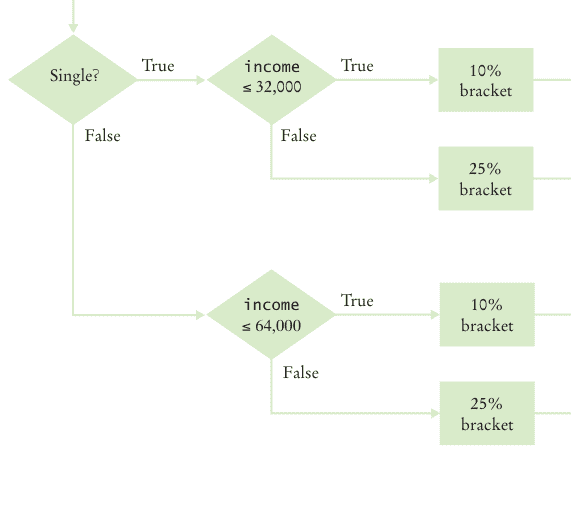 Single?
True
income
≤ 32,000
True
10%
bracket
False
False
25%
bracket
income
≤ 64,000
True
10%
bracket
False
25%
bracket